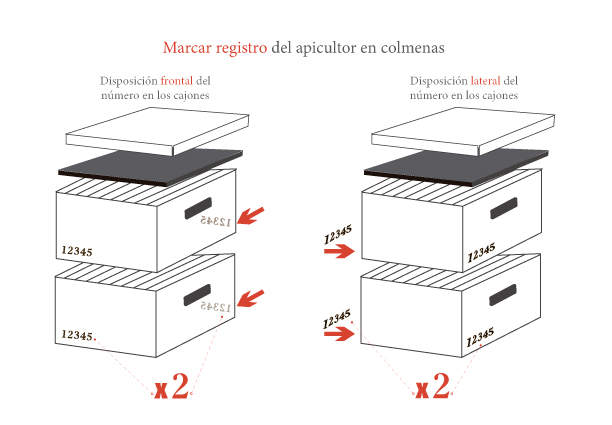 Marcar registro del apicultor en colmenas
Disposición frontal del
número en los cajones
12345
12345
12345
12345
x2
Disposición lateral del
número en los cajones
12345
12345
12345
12345
x2